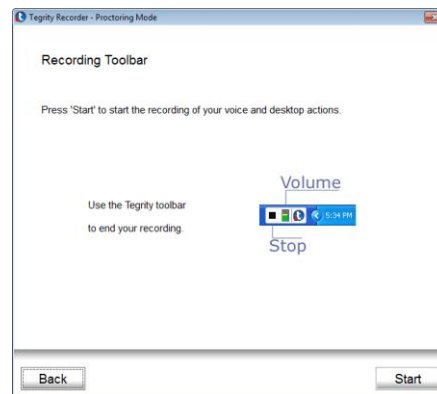 Tegrity Recorder - Proctoring Mode
Recording Toolbar
Press 'Start' to start the recording of your voice and desktop actions.
Volume
Use the Tegrity toolbar
5:34 PM
to end your recording.
Stop
Back
Start